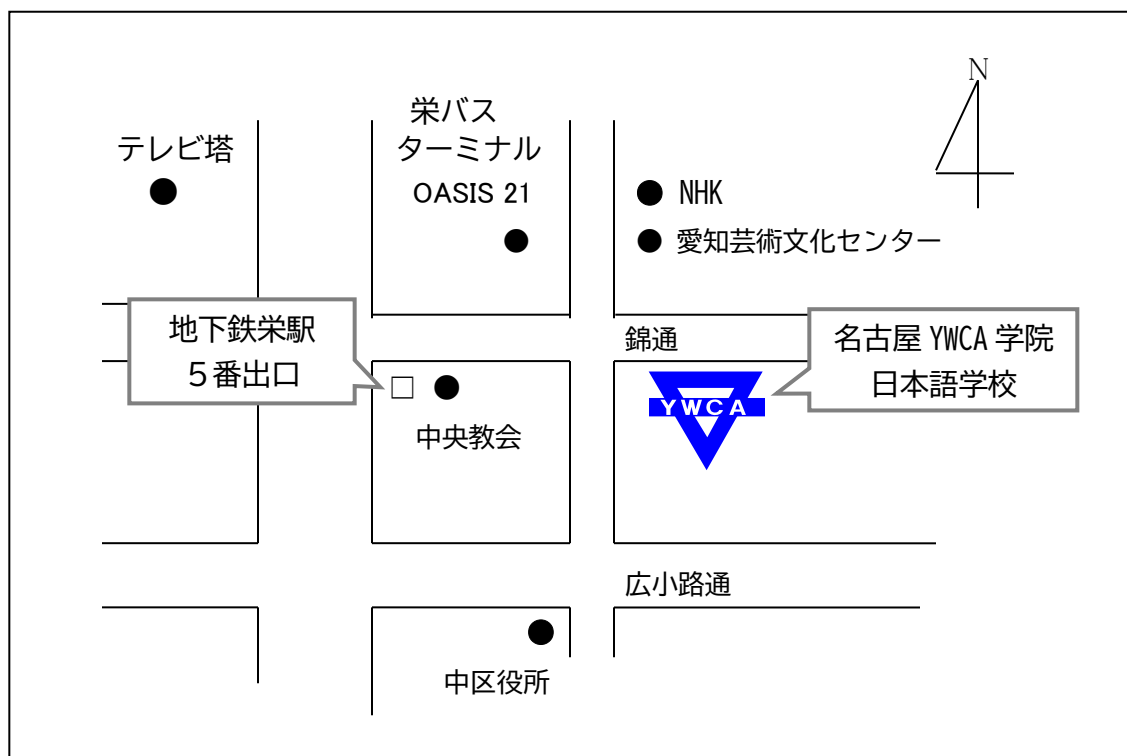 N
栄バス
ターミナル
OASIS 21
テレビ塔
NHK
愛知芸術文化センター
地下鉄栄駅
５番出口
錦通
名古屋 YWCA 学院
日本語学校
YWCA
中央教会
広小路通
中区役所